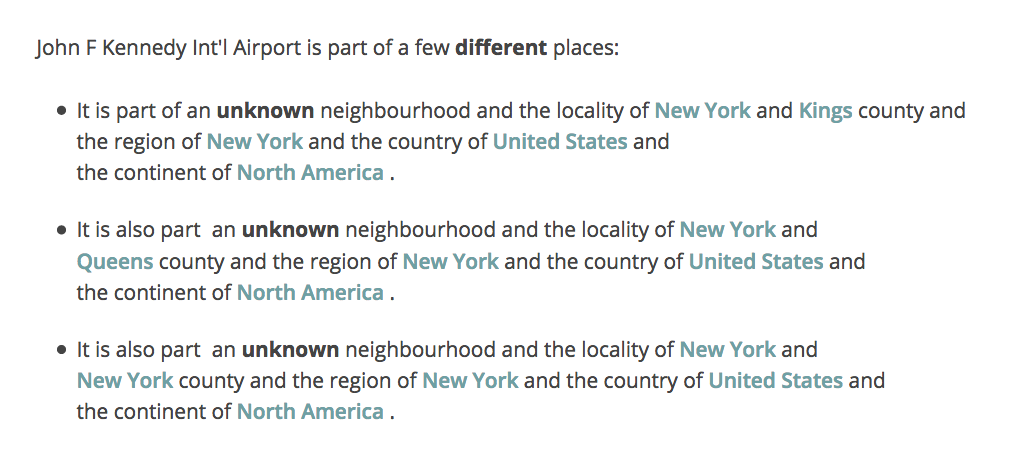 John F Kennedy Int'l Airport is part of a few different places:
• It is part of an unknown neighbourhood and the locality of New York and Kings county and
the region of New York and the country of United States and
the continent of North America .
• It is also part  an unknown neighbourhood and the locality of New York and
Queens county and the region of New York and the country of United States and
the continent of North America .
• It is also part  an unknown neighbourhood and the locality of New York and
New York county and the region of New York and the country of United States and
the continent of North America .